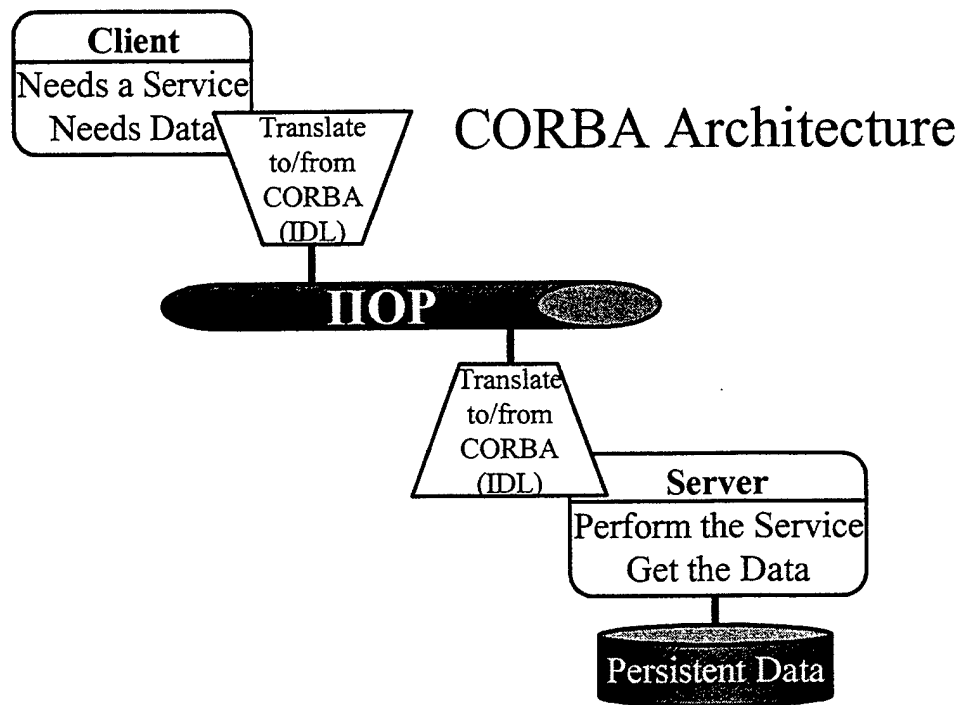 Client
Needs a Service
Needs Data
CORBA Architecture
Translate
to/from
CORBA
(IDL)
IIOP
Translate
to/from
CORBA
(IDL)
Server
Perform the Service
Get the Data
Persistent Data